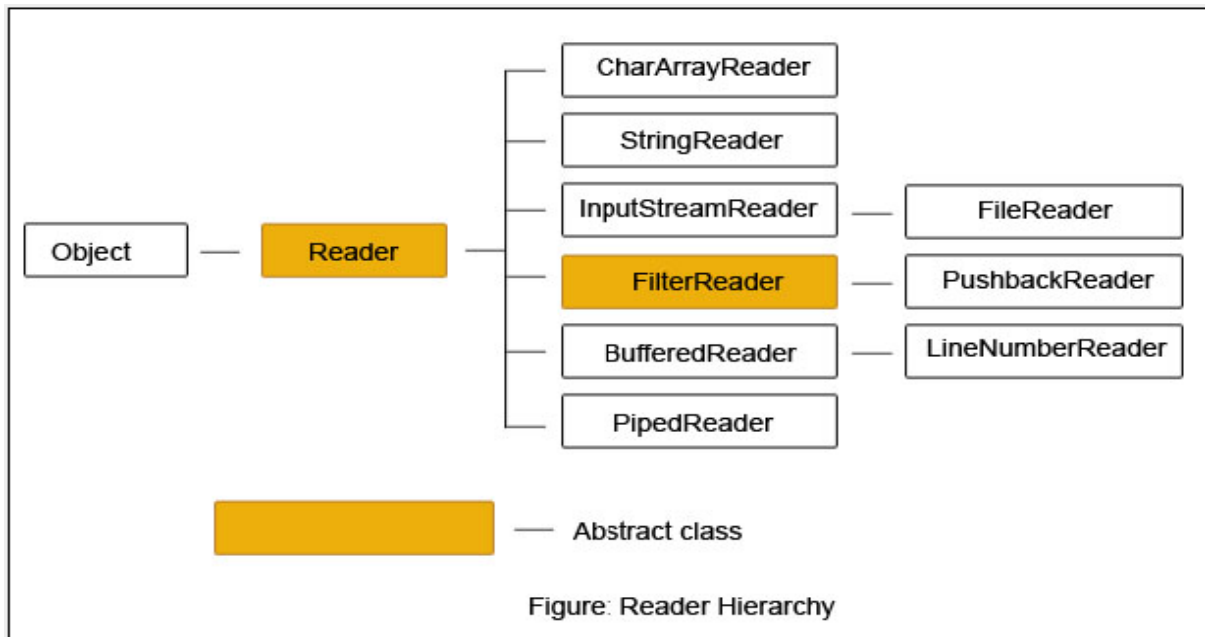 CharArrayReader
StringReader
InputStreamReader
FileReader
Object
Reader
FilterReader
PushbackReader
BufferedReader
LineNumberReader
PipedReader
Abstract class
Figure: Reader Hierarchy